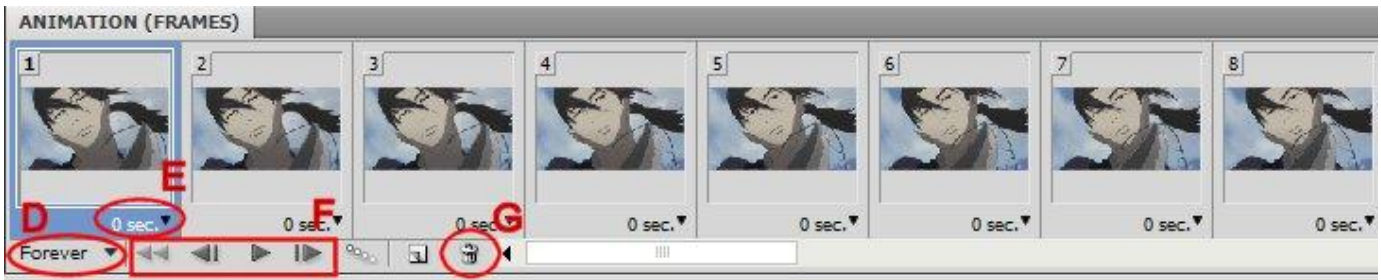 ANIMATION (FRAMES)
1 2 3 4 5 6 7 8
E
D F G
0 sec. 0 sec. 0 sec. 0 sec. 0 sec. 0 sec. 0 sec. 0 sec.
Forever